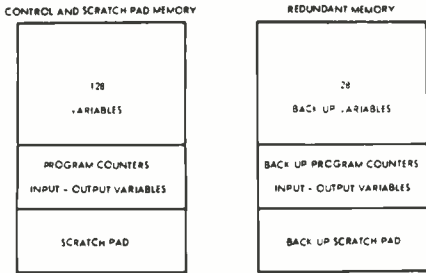 CONTROL AND SCRATCH PAD MEMORY
128
VARIABLES
PROGRAM COUNTERS
INPUT - OUTPUT VARIABLES
SCRATCH PAD
REDUNDANT MEMORY
28
BACK UP VARIABLES
BACK UP PROGRAM COUNTERS
INPUT - OUTPUT VARIABLES
BACK UP SCRATCH PAD